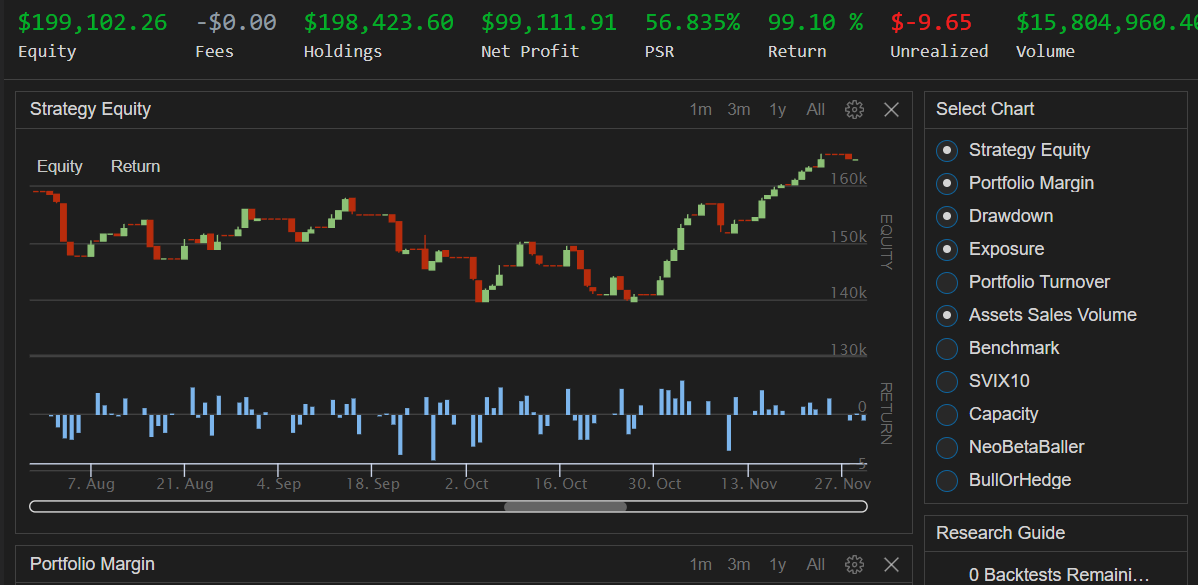 $199,102.26 -$0.00 $198,423.60 $99,111.91 56.835% 99.10 % $-9.65 $15,804,960.4
Equity Fees Holdings Net Profit PSR Return Unrealized Volume
Strategy Equity 1m 3m 1y All
Equity Return
160k
150k
140k
130k
EQUITY
0
RETURN
5
7. Aug 21. Aug 4. Sep 18. Sep 2. Oct 16. Oct 30. Oct 13. Nov 27. Nov
Portfolio Margin 1m 3m 1y All
Select Chart
Strategy Equity
Portfolio Margin
Drawdown
Exposure
Portfolio Turnover
Assets Sales Volume
Benchmark
SVIX10
Capacity
NeoBetaBaller
BullOrHedge
Research Guide
0 Backtests Remaini...